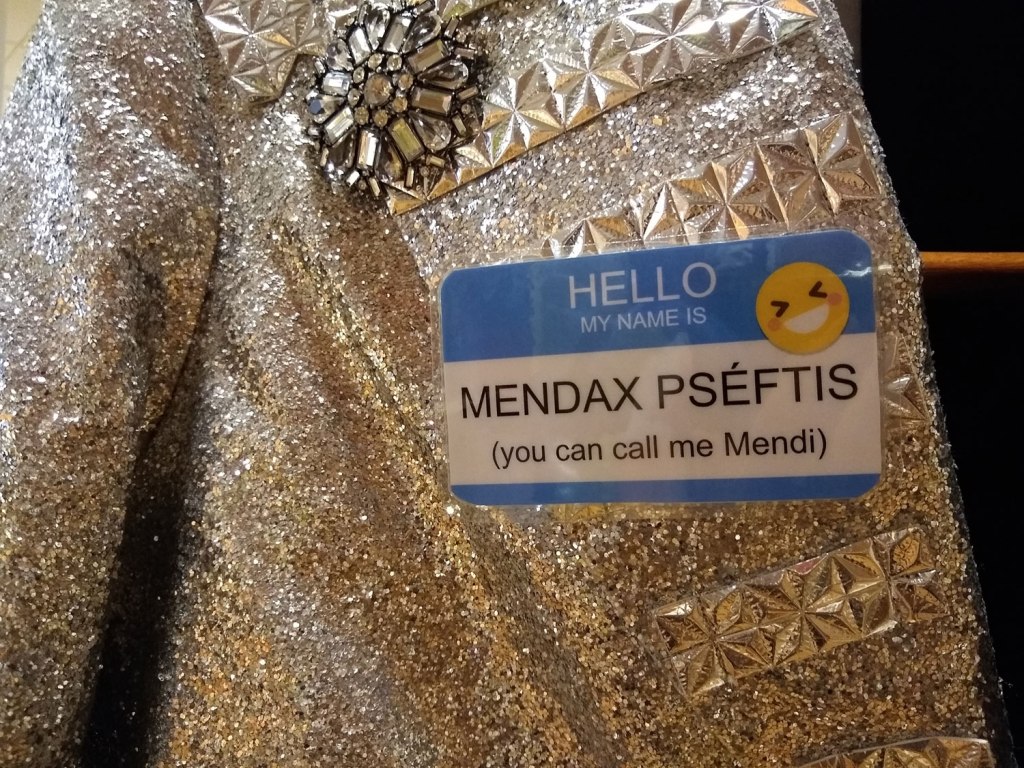 HELLO
MY NAME IS
MENDAX PSÉFTIS
(you can call me Mendi)